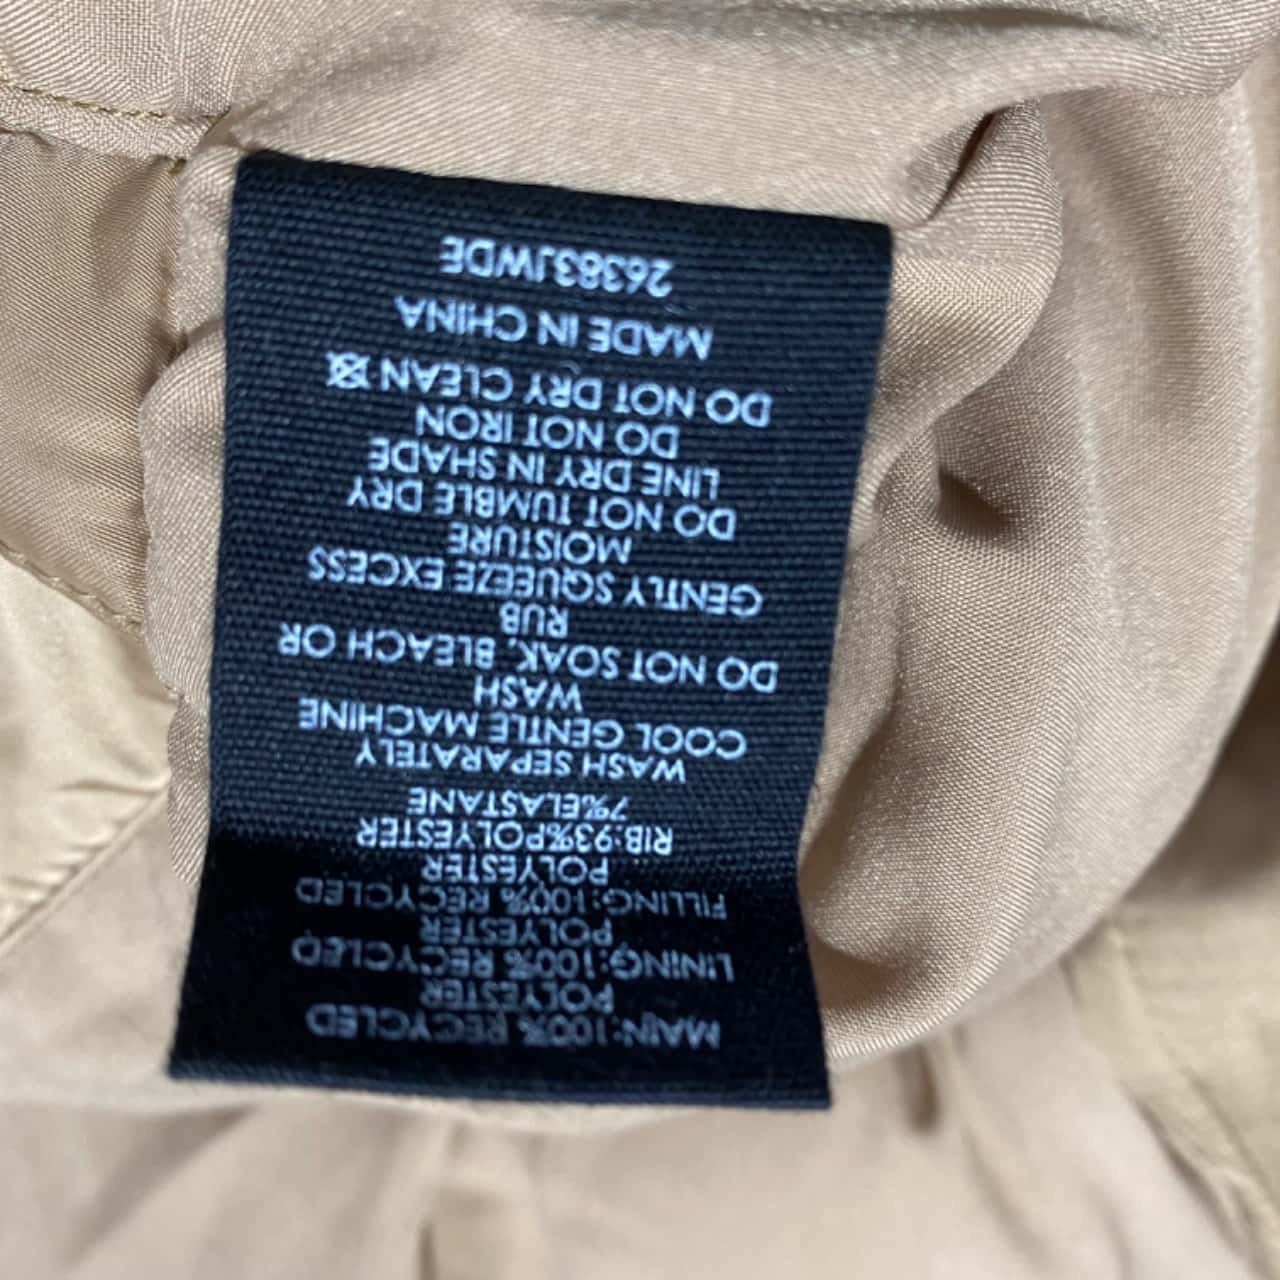 MAIN:100% RECYCLED
POLYESTER
LINING:100% RECYCLED
POLYESTER
FILLING:100% RECYCLED
POLYESTER
RIB:93%POLYESTER
7%ELASTANE
WASH SEPARATELY
COOL GENTLE MACHINE
WASH
DO NOT SOAK, BLEACH OR
RUB
GENTLY SQUEEZE EXCESS
MOISTURE
DO NOT TUMBLE DRY
LINE DRY IN SHADE
DO NOT IRON
DO NOT DRY CLEAN
MADE IN CHINA
26383JWDE